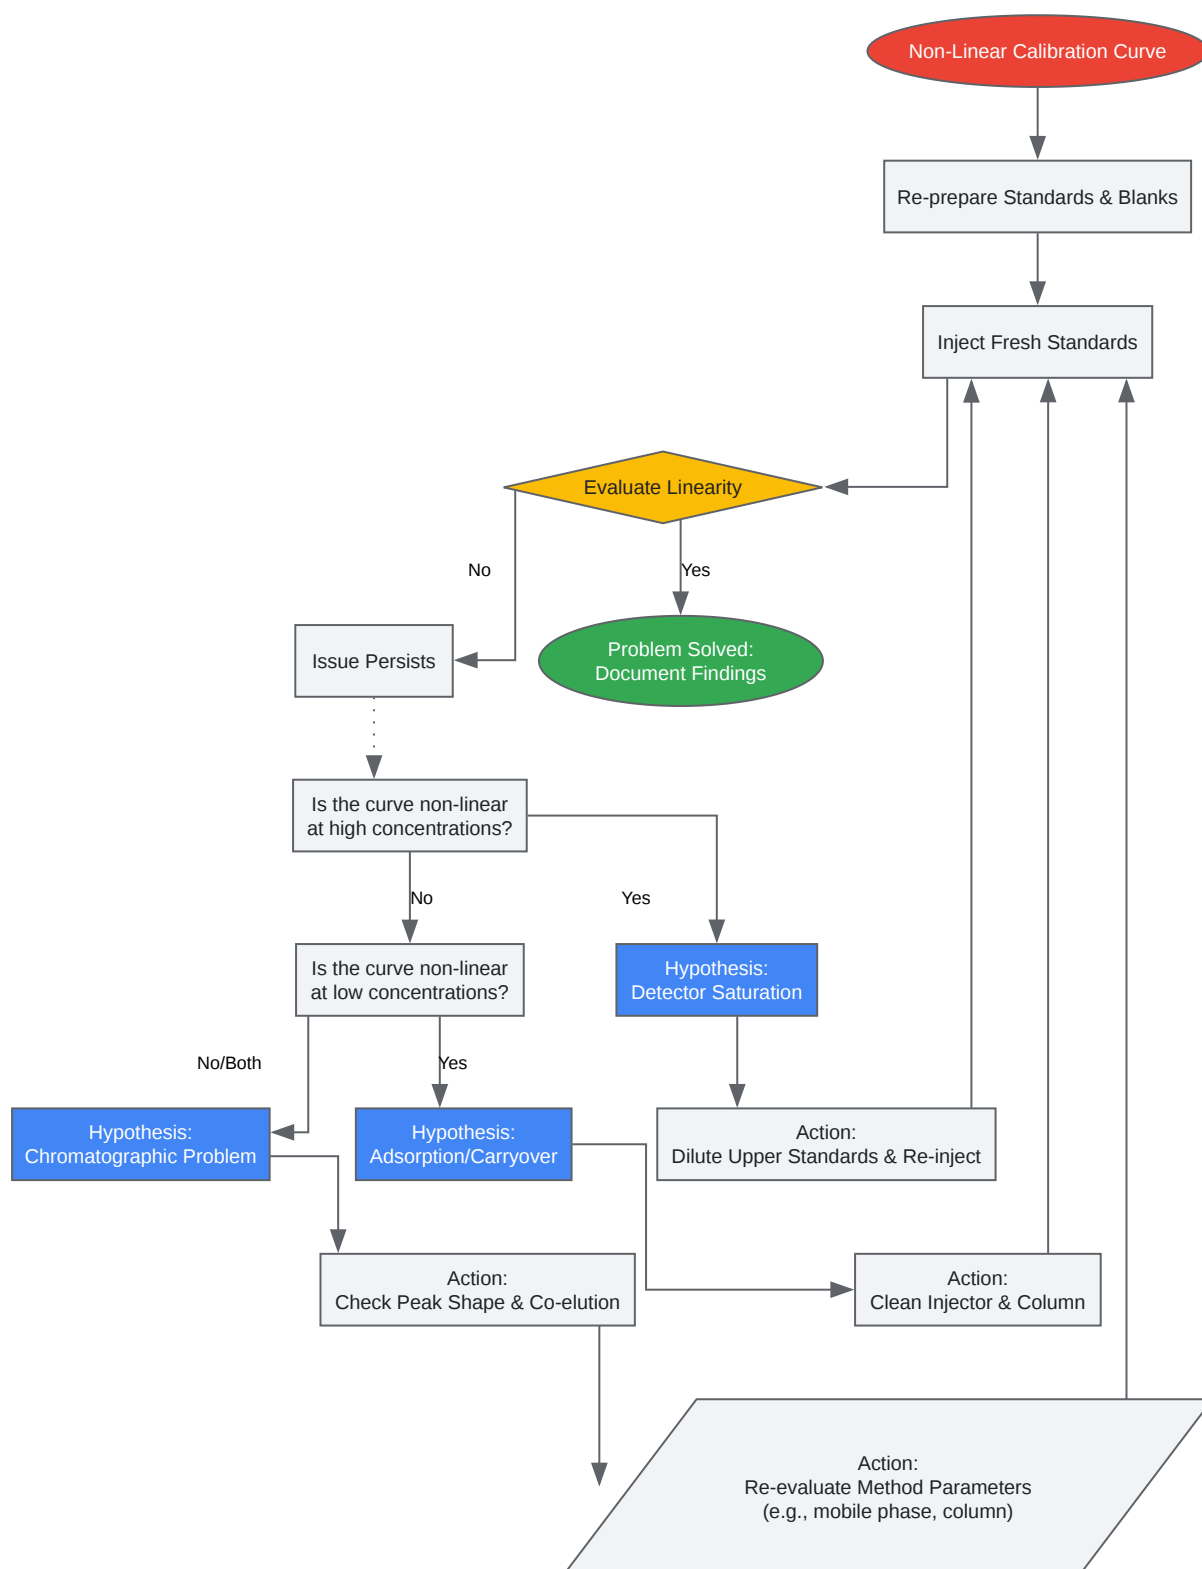 Non-Linear Calibration Curve
Re-prepare Standards & Blanks
Inject Fresh Standards
Evaluate Linearity
No
Yes
Issue Persists
Problem Solved:
Document Findings
Is the curve non-linear
at high concentrations?
No
Yes
Is the curve non-linear
at low concentrations?
Hypothesis:
Detector Saturation
No/Both
Yes
Hypothesis:
Chromatographic Problem
Hypothesis:
Adsorption/Carryover
Action:
Dilute Upper Standards & Re-inject
Action:
Check Peak Shape & Co-elution
Action:
Clean Injector & Column
Action:
Re-evaluate Method Parameters
(e.g., mobile phase, column)